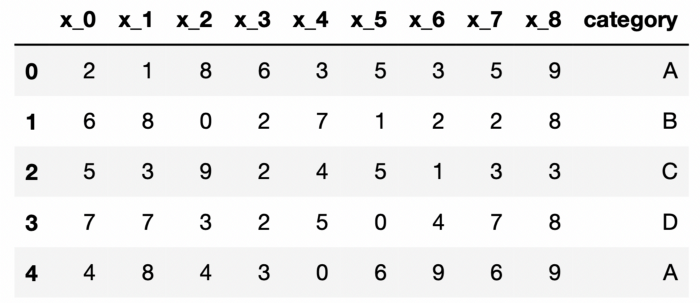 x_0 x_1 x_2 x_3 x_4 x_5 x_6 x_7 x_8 category
0 2 1 8 6 3 5 3 5 9 A
1 6 8 0 2 7 1 2 2 8 B
2 5 3 9 2 4 5 1 3 3 C
3 7 7 3 2 5 0 4 7 8 D
4 4 8 4 3 0 6 9 6 9 A